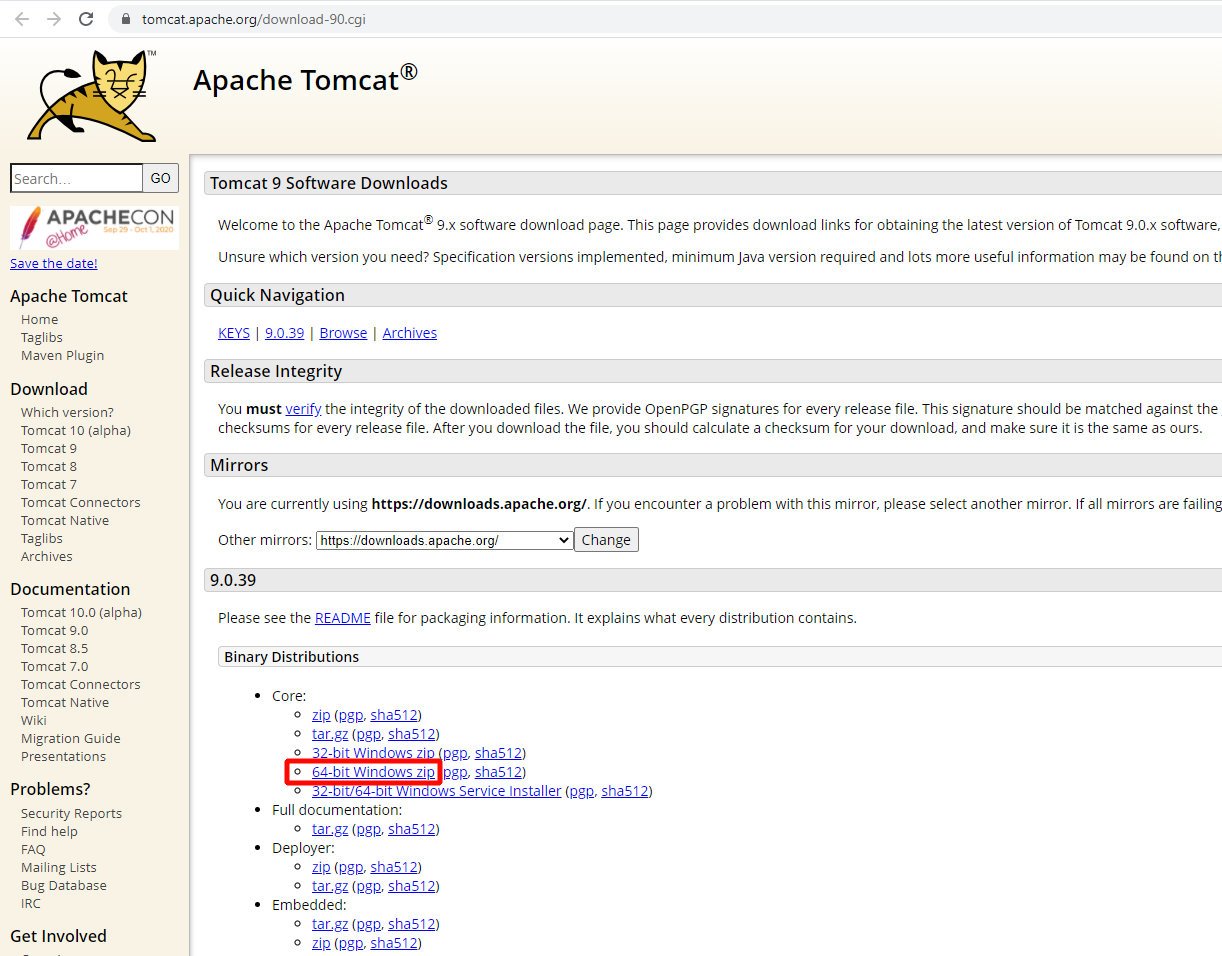 tomcat.apache.org/download-90.cgi
TM
Apache Tomcat®
Search…
GO
APACHECON
Sep 29 - Oct 1, 2020
@Home
Save the date!
Apache Tomcat
Home
Taglibs
Maven Plugin
Download
Which version?
Tomcat 10 (alpha)
Tomcat 9
Tomcat 8
Tomcat 7
Tomcat Connectors
Tomcat Native
Taglibs
Archives
Documentation
Tomcat 10.0 (alpha)
Tomcat 9.0
Tomcat 8.5
Tomcat 7.0
Tomcat Connectors
Tomcat Native
Wiki
Migration Guide
Presentations
Problems?
Security Reports
Find help
FAQ
Mailing Lists
Bug Database
IRC
Get Involved
Tomcat 9 Software Downloads
Welcome to the Apache Tomcat® 9.x software download page. This page provides download links for obtaining the latest version of Tomcat 9.0.x software,
Unsure which version you need? Specification versions implemented, minimum Java version required and lots more useful information may be found on
Quick Navigation
KEYS | 9.0.39 | Browse | Archives
Release Integrity
You must verify the integrity of the downloaded files. We provide OpenPGP signatures for every release file. This signature should be matched against the
checksums for every release file. After you download the file, you should calculate a checksum for your download, and make sure it is the same as ours.
Mirrors
You are currently using https://downloads.apache.org/. If you encounter a problem with this mirror, please select another mirror. If all mirrors are failing
Other mirrors: https://downloads.apache.org/ Change
9.0.39
Please see the README file for packaging information. It explains what every distribution contains.
Binary Distributions
• Core:
◦ zip (pgp, sha512)
◦ tar.gz (pgp, sha512)
◦ 32-bit Windows zip (pgp, sha512)
◦ 64-bit Windows zip pgp, sha512)
◦ 32-bit/64-bit Windows Service Installer (pgp, sha512)
• Full documentation:
◦ tar.gz (pgp, sha512)
• Deployer:
◦ zip (pgp, sha512)
◦ tar.gz (pgp, sha512)
• Embedded:
◦ tar.gz (pgp, sha512)
◦ zip (pgp, sha512)